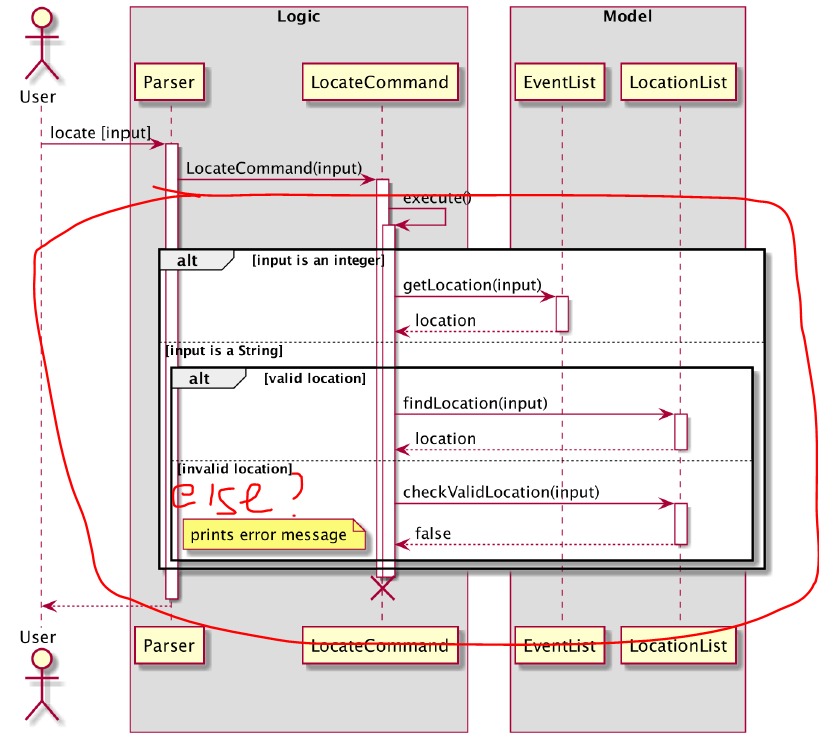 Logic
Model
Parser
LocateCommand
EventList
LocationList
User
locate [input]
LocateCommand(input)
execute()
alt
[input is an integer]
getLocation(input)
location
[input is a String]
alt
[valid location]
findLocation(input)
location
[invalid location]
else?
checkValidLocation(input)
prints error message
false
User
Parser
LocateCommand
EventList
LocationList